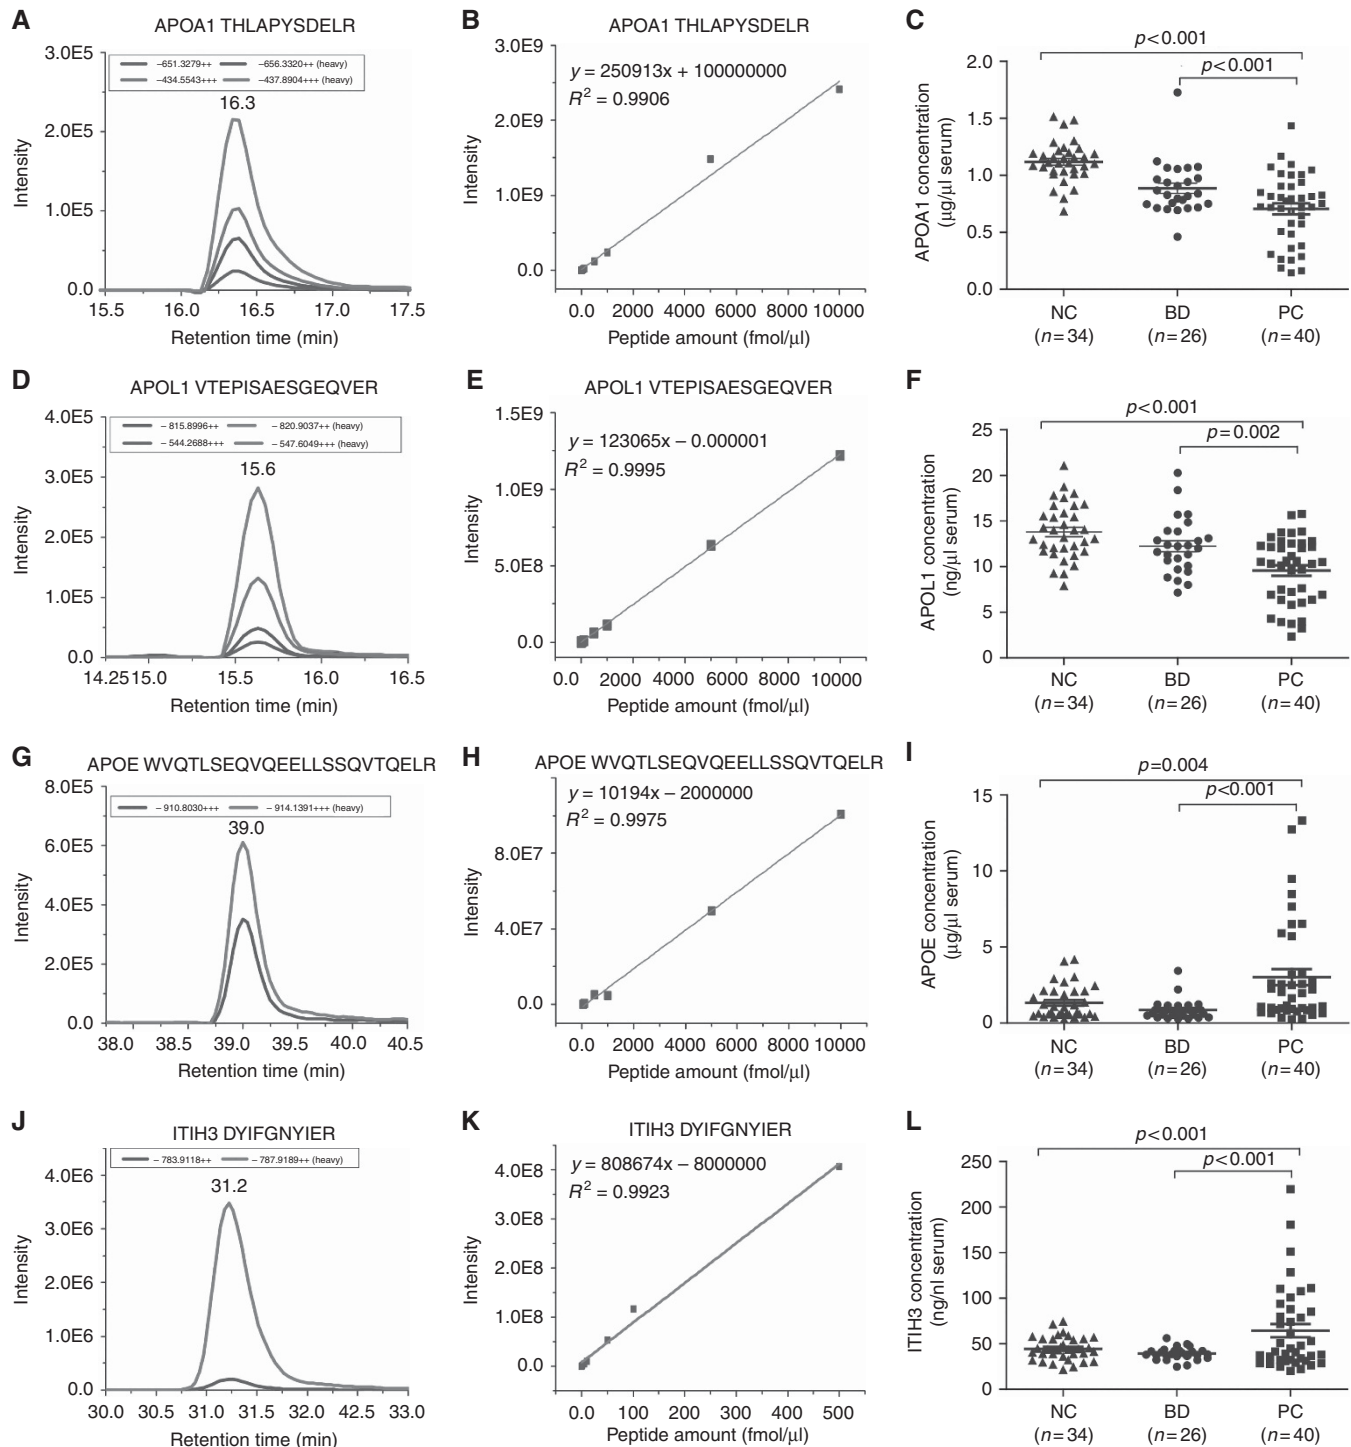 A
APOA1 THLAPYSDELR
3.0E5
2.0E5
1.0E5
0.0
Intensity
−651.3279++ −656.3320++ (heavy)
−434.5543+++ −437.8904+++ (heavy)
16.3
15.5 16.0 16.5 17.0 17.5
Retention time (min)
B
APOA1 THLAPYSDELR
3.0E9
2.0E9
1.0E9
0.0
Intensity
y = 250913x + 100000000
R² = 0.9906
0.0 2000 4000 6000 8000 10000
Peptide amount (fmol/µl)
C
p<0.001
p<0.001
2.0
1.5
1.0
0.5
0.0
APOA1 concentration
(µg/µl serum)
NC BD PC
(n=34) (n=26) (n=40)
D
APOL1 VTEPISAESGEQVER
4.0E5
3.0E5
2.0E5
1.0E5
0.0
Intensity
− 815.8996++ − 820.9037++ (heavy)
− 544.2688+++ − 547.6049+++ (heavy)
15.6
14.2515.0 15.5 16.0 16.5
Retention time (min)
E
APOL1 VTEPISAESGEQVER
1.5E9
1.0E9
5.0E8
0.0
Intensity
y = 123065x − 0.000001
R² = 0.9995
0.0 2000 4000 6000 8000 10000
Peptide amount (fmol/µl)
F
p<0.001
p=0.002
25
20
15
10
5
0
APOL1 concentration
(ng/µl serum)
NC BD PC
(n=34) (n=26) (n=40)
G
APOE WVQTLSEQVQEELLSSQVTQELR
8.0E5
6.0E5
4.0E5
2.0E5
0.0
Intensity
− 910.8030+++ − 914.1391+++ (heavy)
39.0
38.0 38.5 39.0 39.5 40.0 40.5
Retention time (min)
H
APOE WVQTLSEQVQEELLSSQVTQELR
8.0E7
4.0E7
0.0
Intensity
y = 10194x − 2000000
R² = 0.9975
0.0 2000 4000 6000 8000 10000
Peptide amount (fmol/µl)
I
p=0.004
p<0.001
15
10
5
0
APOE concentration
(µg/µl serum)
NC BD PC
(n=34) (n=26) (n=40)
J
ITIH3 DYIFGNYIER
4.0E6
3.0E6
2.0E6
1.0E6
0.0
Intensity
− 783.9118++ − 787.9189++ (heavy)
31.2
30.0 30.5 31.0 31.5 32.0 42.5 33.0
Retention time (min)
K
ITIH3 DYIFGNYIER
4.0E8
3.0E8
2.0E8
1.0E8
0.0
Intensity
y = 808674x − 8000000
R² = 0.9923
0.0 100 200 300 400 500
Peptide amount (fmol/µl)
L
p<0.001
p<0.001
250
200
150
100
50
0
ITIH3 concentration
(ng/nl serum)
NC BD PC
(n=34) (n=26) (n=40)